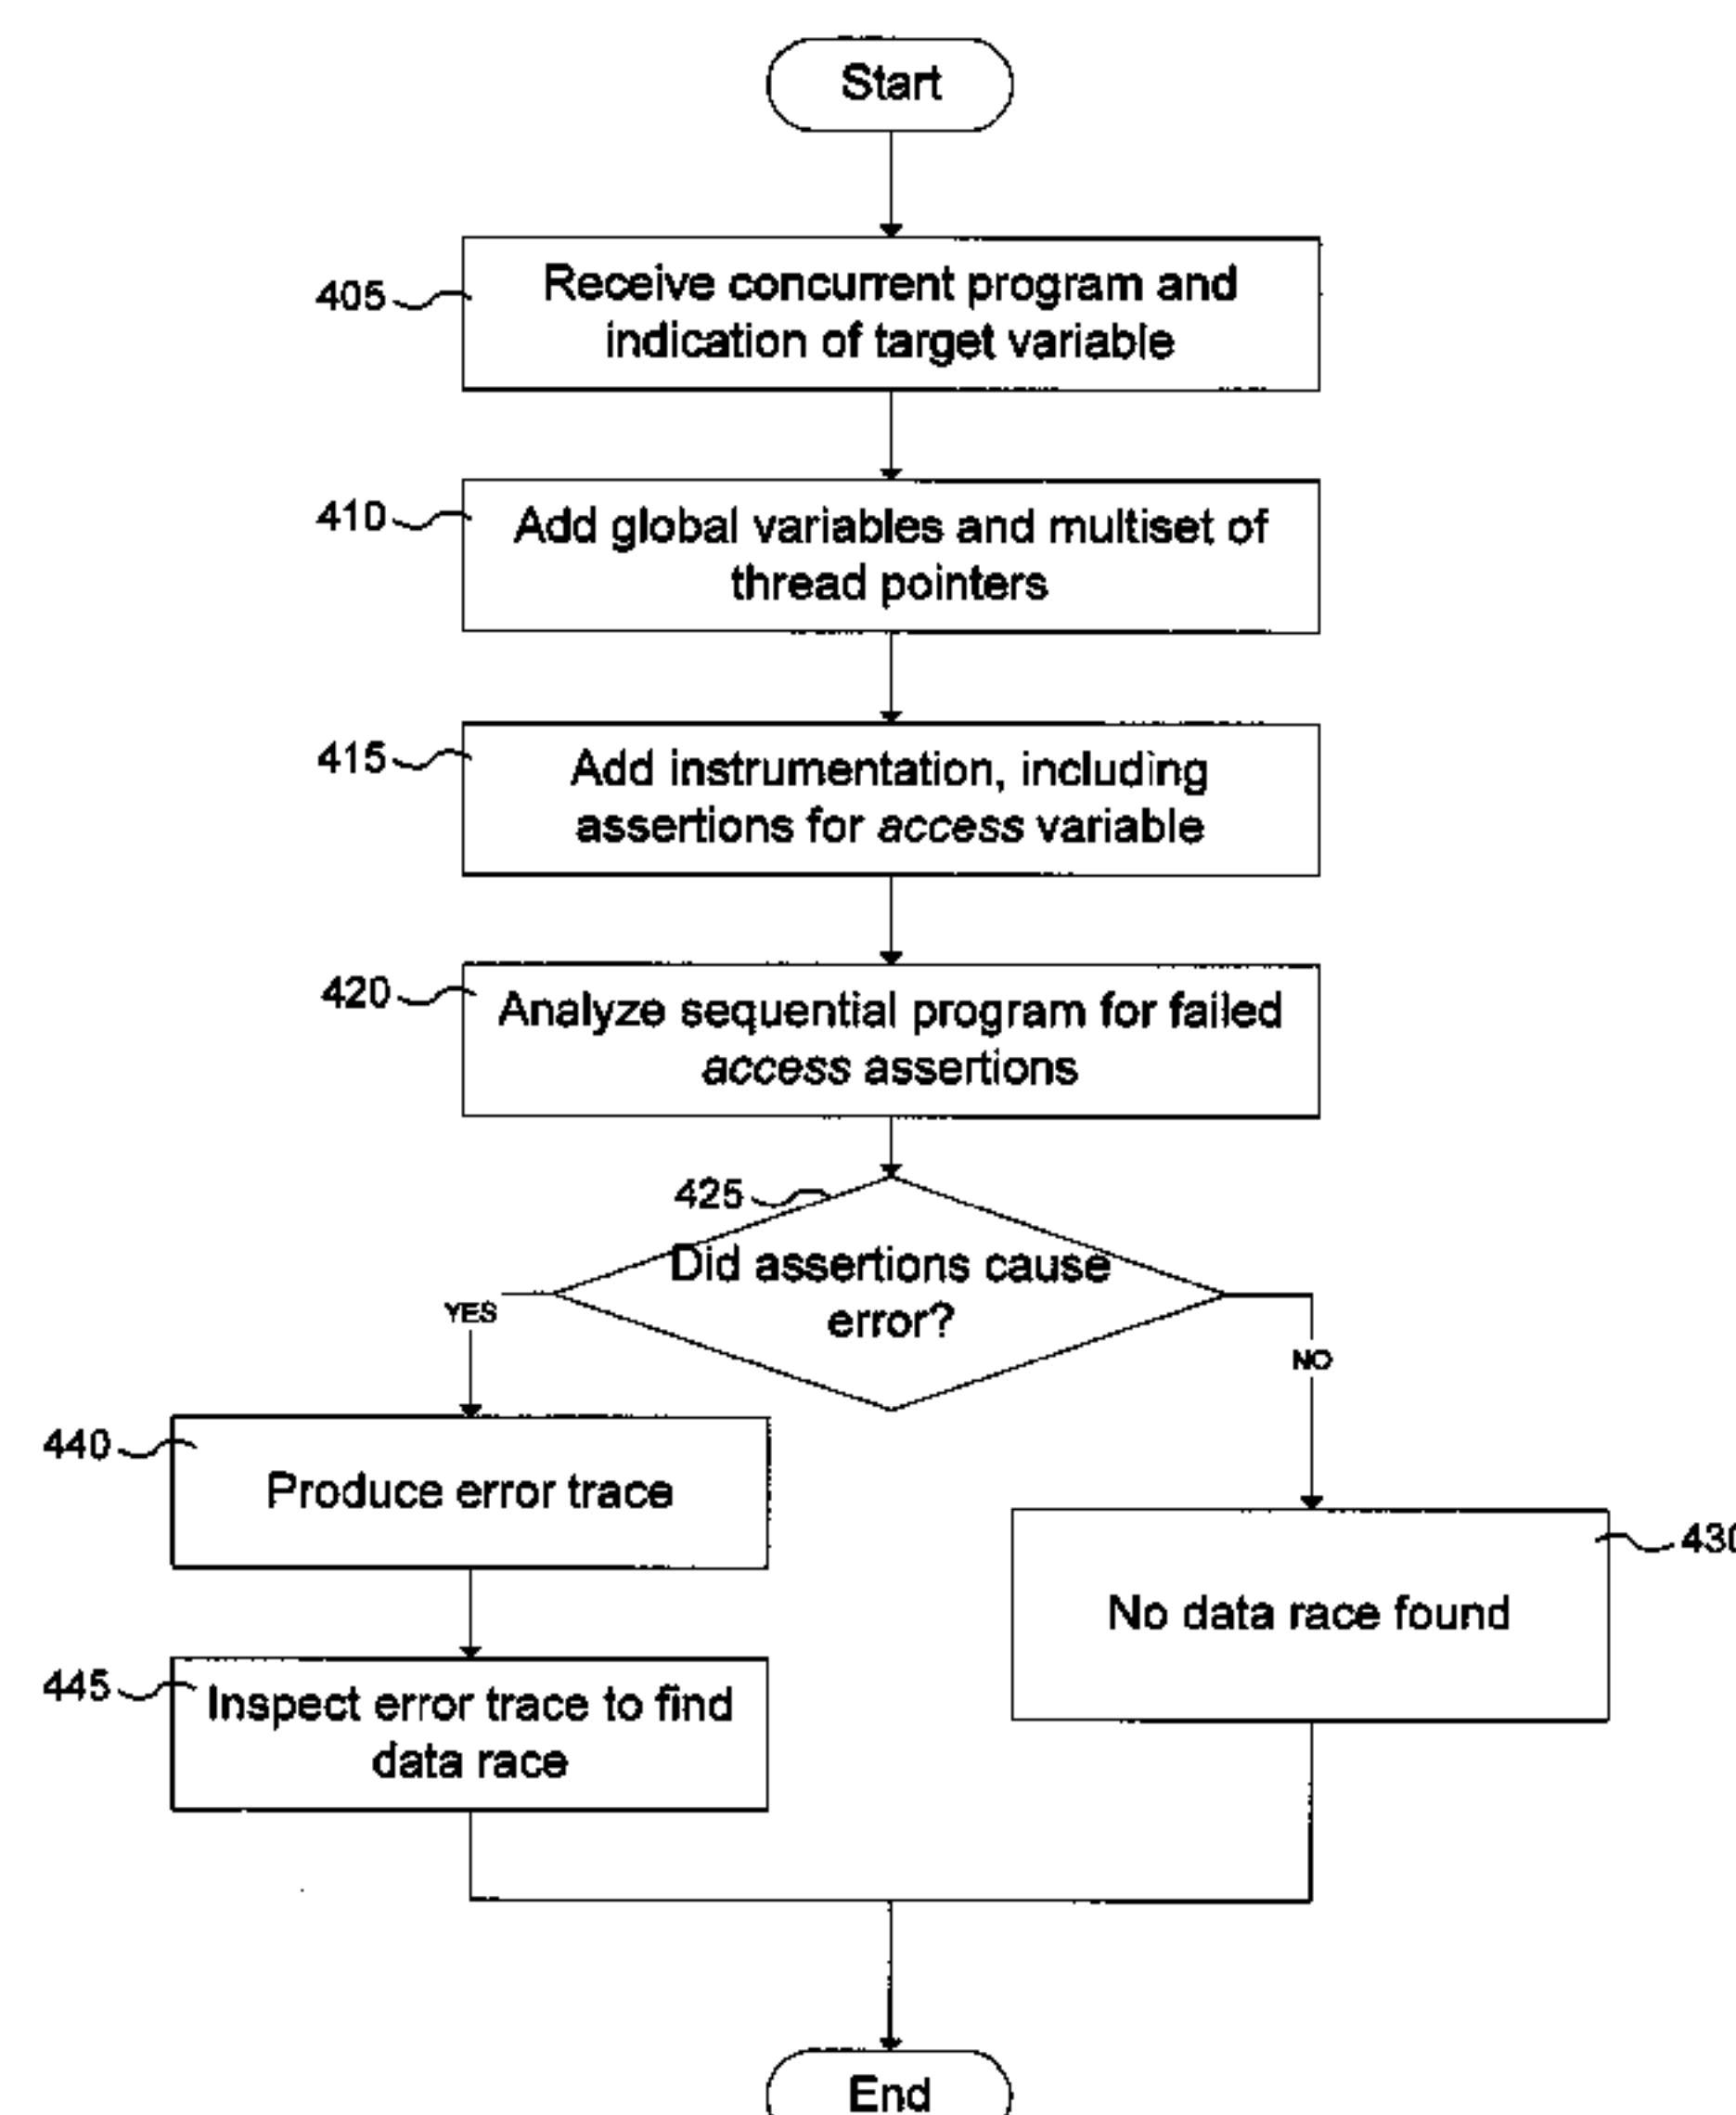 Start
405
Receive concurrent program and
indication of target variable
410
Add global variables and multiset of
thread pointers
415
Add instrumentation, including
assertions for access variable
420
Analyze sequential program for failed
access assertions
425
Did assertions cause
error?
YES
NO
440
Produce error trace
430
No data race found
445
Inspect error trace to find
data race
End